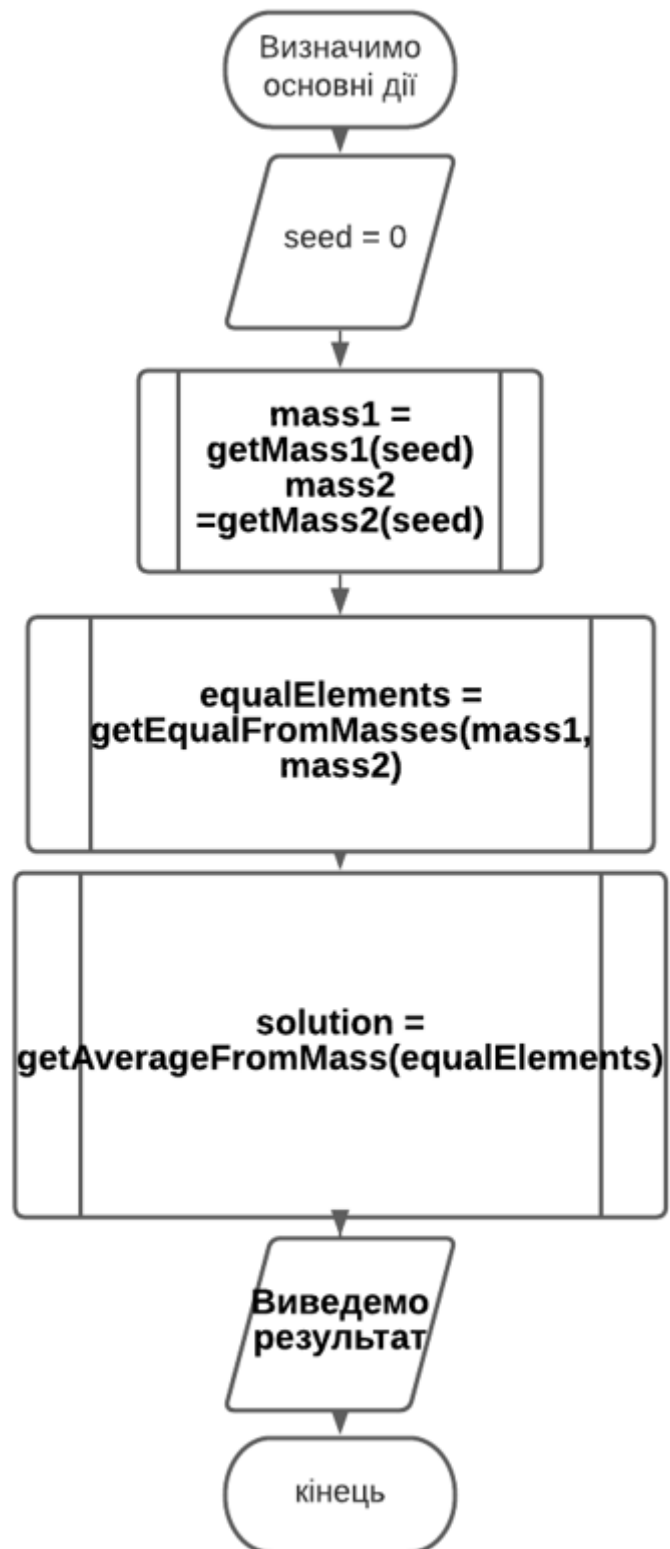 Визначимо
основні дії
seed = 0
mass1 =
getMass1(seed)
mass2
=getMass2(seed)
equalElements =
getEqualFromMasses(mass1,
mass2)
solution =
getAverageFromMass(equalElements)
Виведемо
результат
кінець